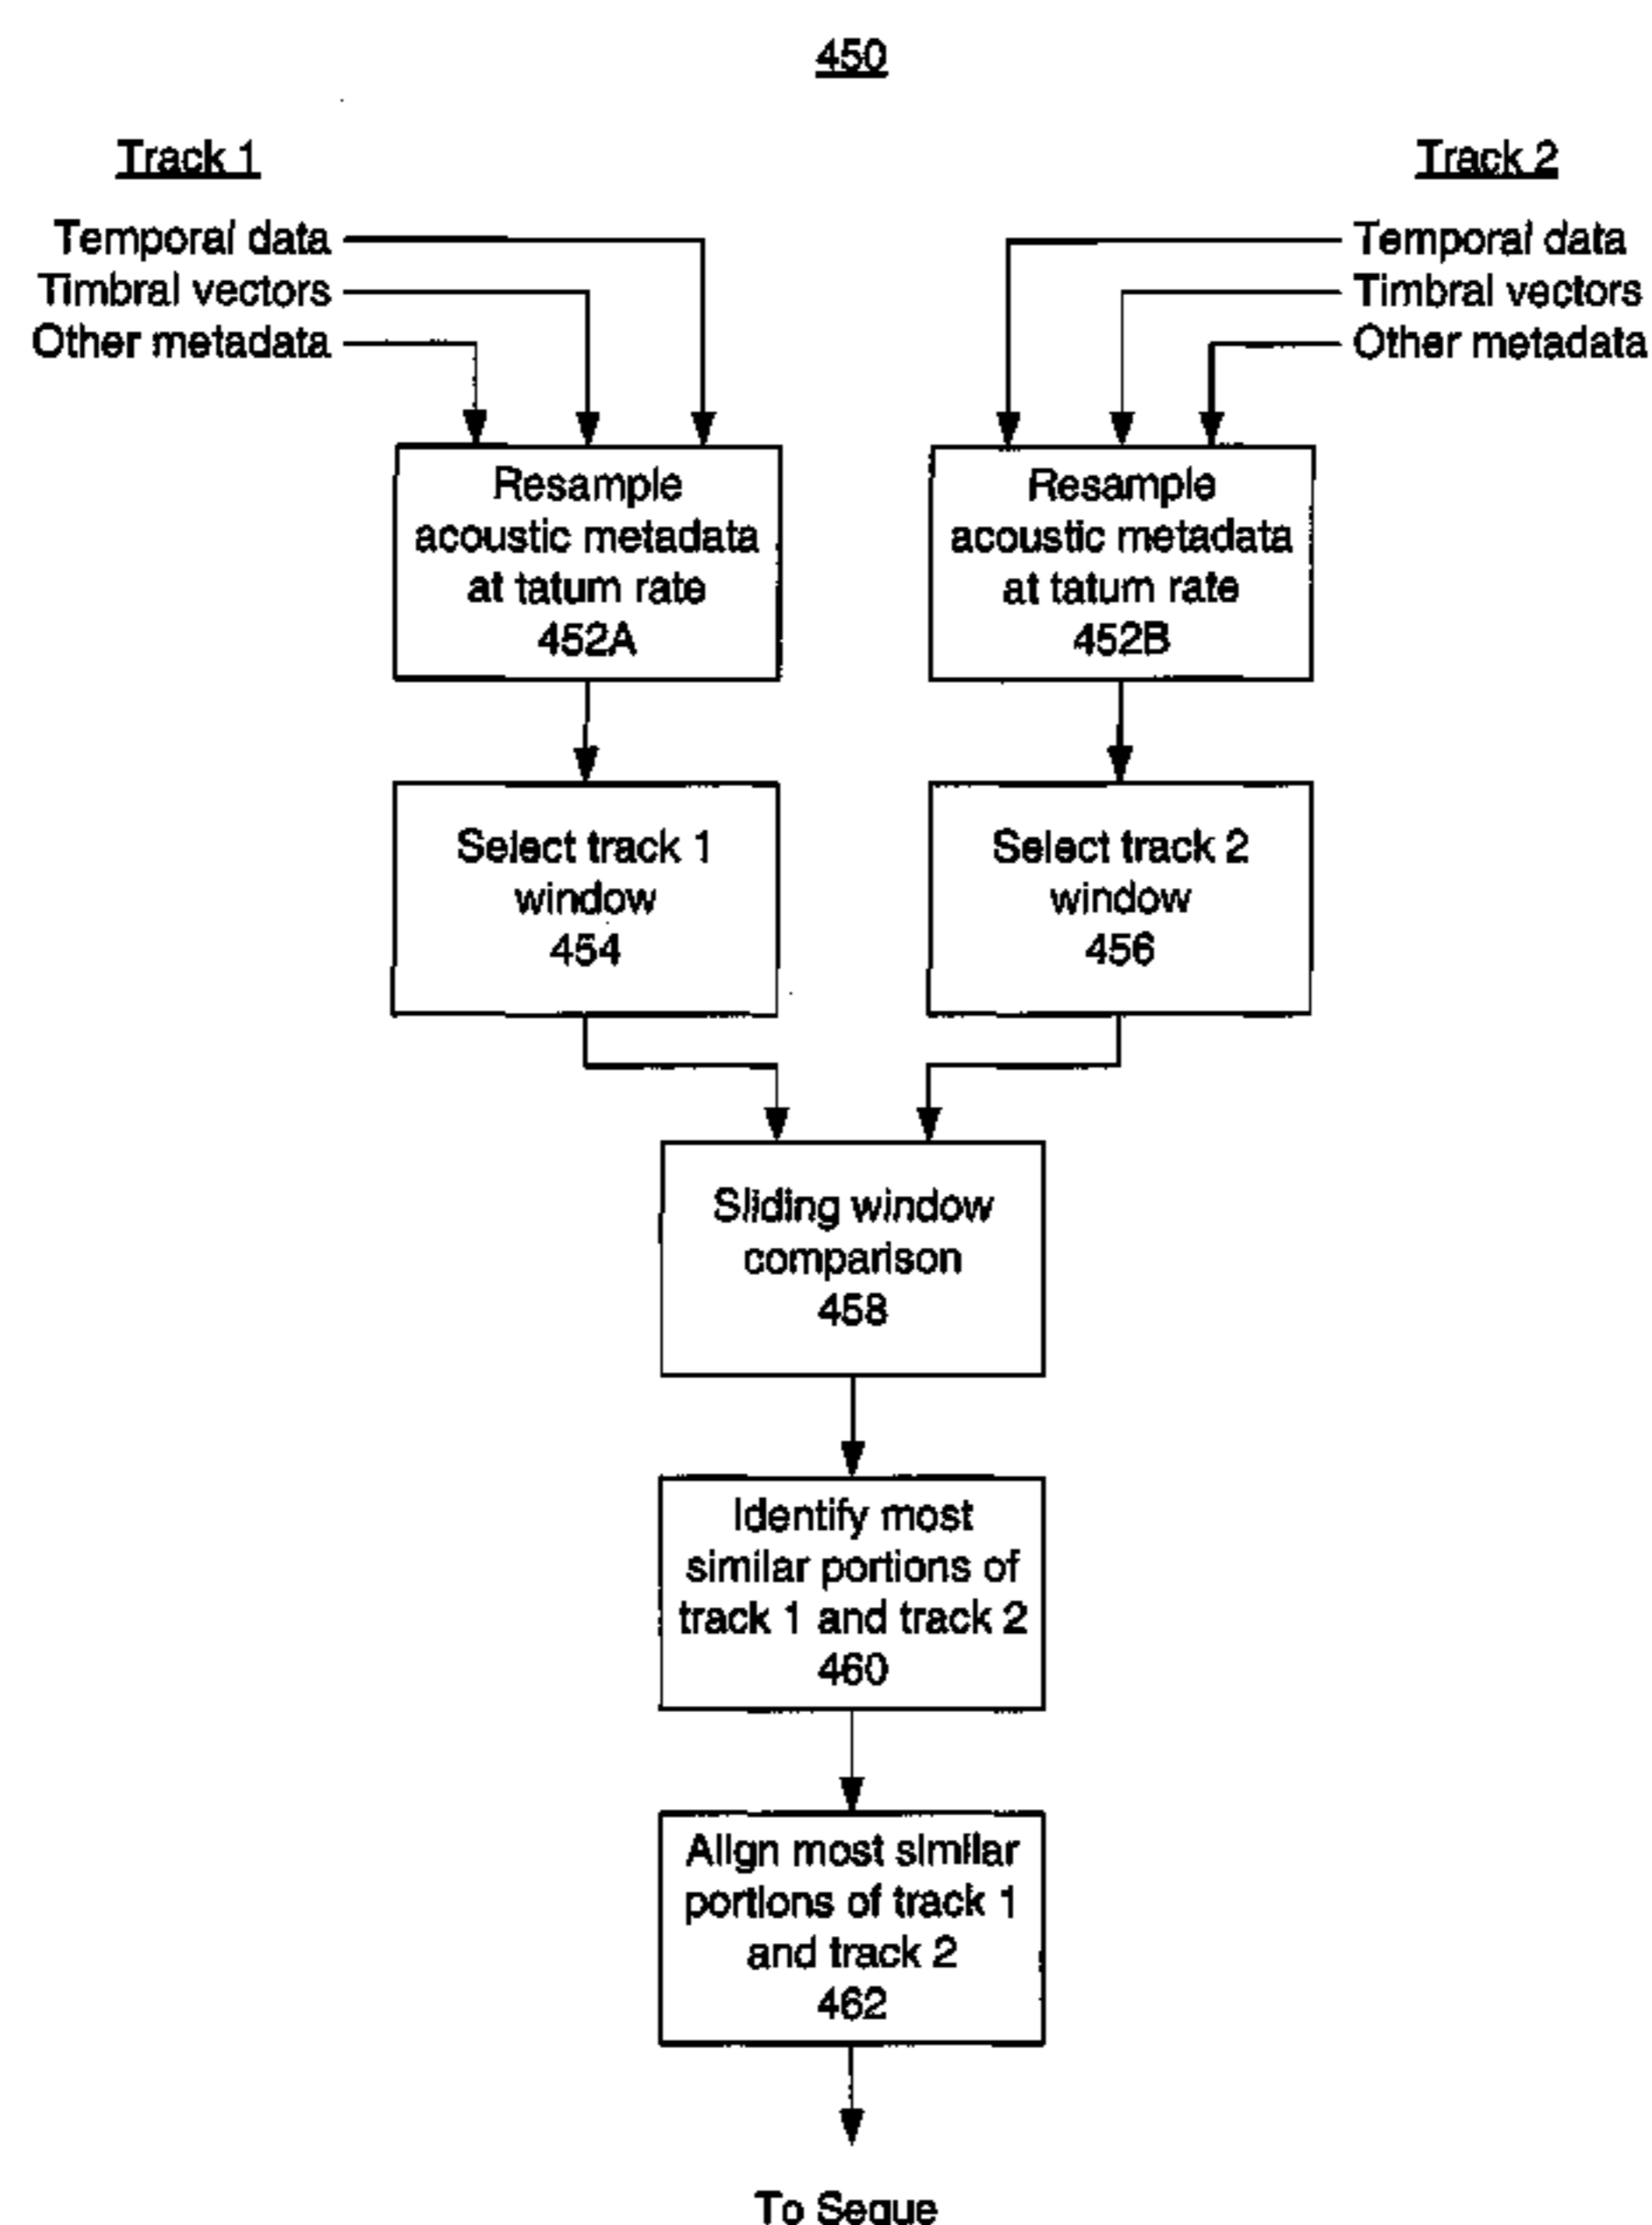 450
Track 1
Track 2
Temporal data
Timbral vectors
Other metadata
Temporal data
Timbral vectors
Other metadata
Resample
acoustic metadata
at tatum rate
452A
Resample
acoustic metadata
at tatum rate
452B
Select track 1
window
454
Select track 2
window
456
Sliding window
comparison
458
Identify most
similar portions of
track 1 and track 2
460
Align most similar
portions of track 1
and track 2
462
To Segue